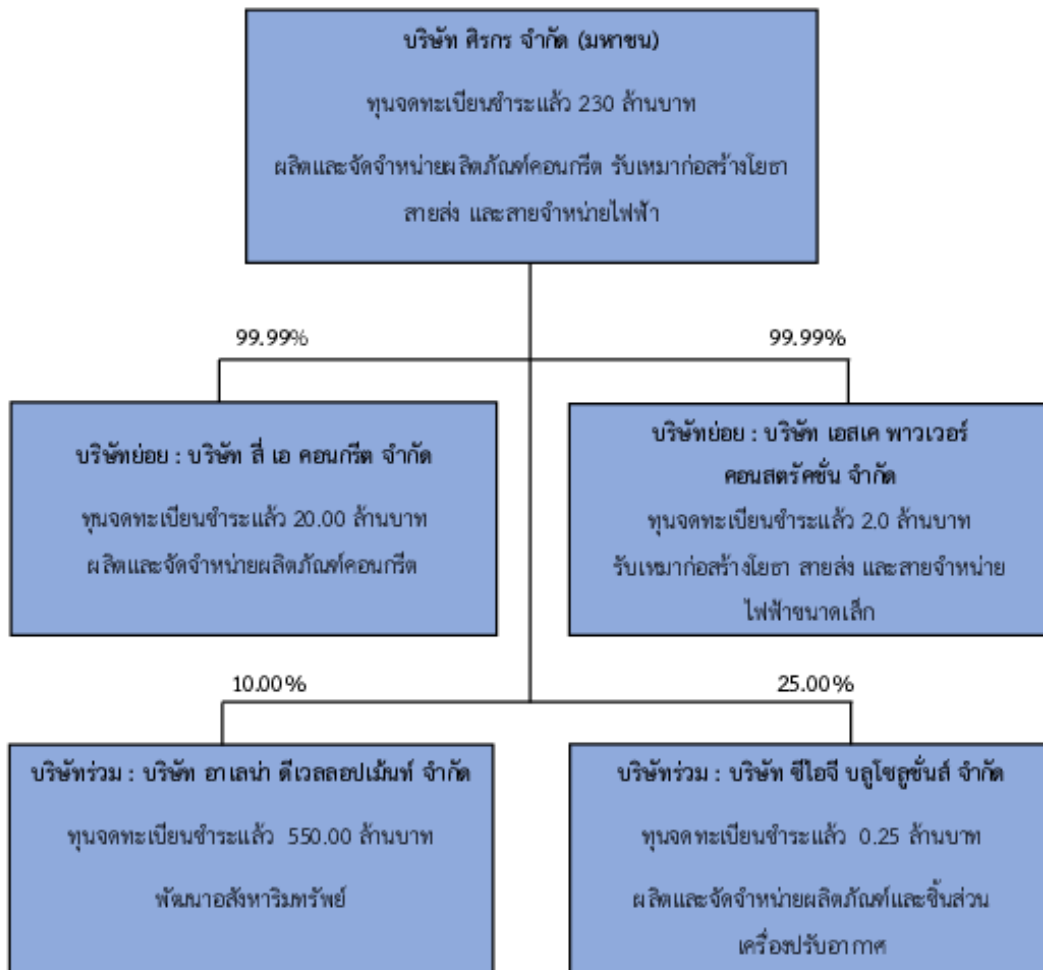 บริษัท ศิรกร จำกัด (มหาชน)
ทุนจดทะเบียนชำระแล้ว 230 ล้านบาท
ผลิตและจัดจำหน่ายผลิตภัณฑ์คอนกรีต รับเหมาก่อสร้างโยธา
สายส่ง และสายจำหน่ายไฟฟ้า
99.99%
99.99%
บริษัทย่อย : บริษัท สี่ เอ คอนกรีต จำกัด
ทุนจดทะเบียนชำระแล้ว 20.00 ล้านบาท
ผลิตและจัดจำหน่ายผลิตภัณฑ์คอนกรีต
บริษัทย่อย : บริษัท เอสเค พาวเวอร์
คอนสตรัคชั่น จำกัด
ทุนจดทะเบียนชำระแล้ว 2.0 ล้านบาท
รับเหมาก่อสร้างโยธา สายส่ง และสายจำหน่าย
ไฟฟ้าขนาดเล็ก
10.00%
25.00%
บริษัทร่วม : บริษัท อาเลน่า ดีเวลลอปเม้นท์ จำกัด
ทุนจดทะเบียนชำระแล้ว 550.00 ล้านบาท
พัฒนาอสังหาริมทรัพย์
บริษัทร่วม : บริษัท ซีไอจี บลูโซลูชั่นส์ จำกัด
ทุนจดทะเบียนชำระแล้ว 0.25 ล้านบาท
ผลิตและจัดจำหน่ายผลิตภัณฑ์และชิ้นส่วน
เครื่องปรับอากาศ